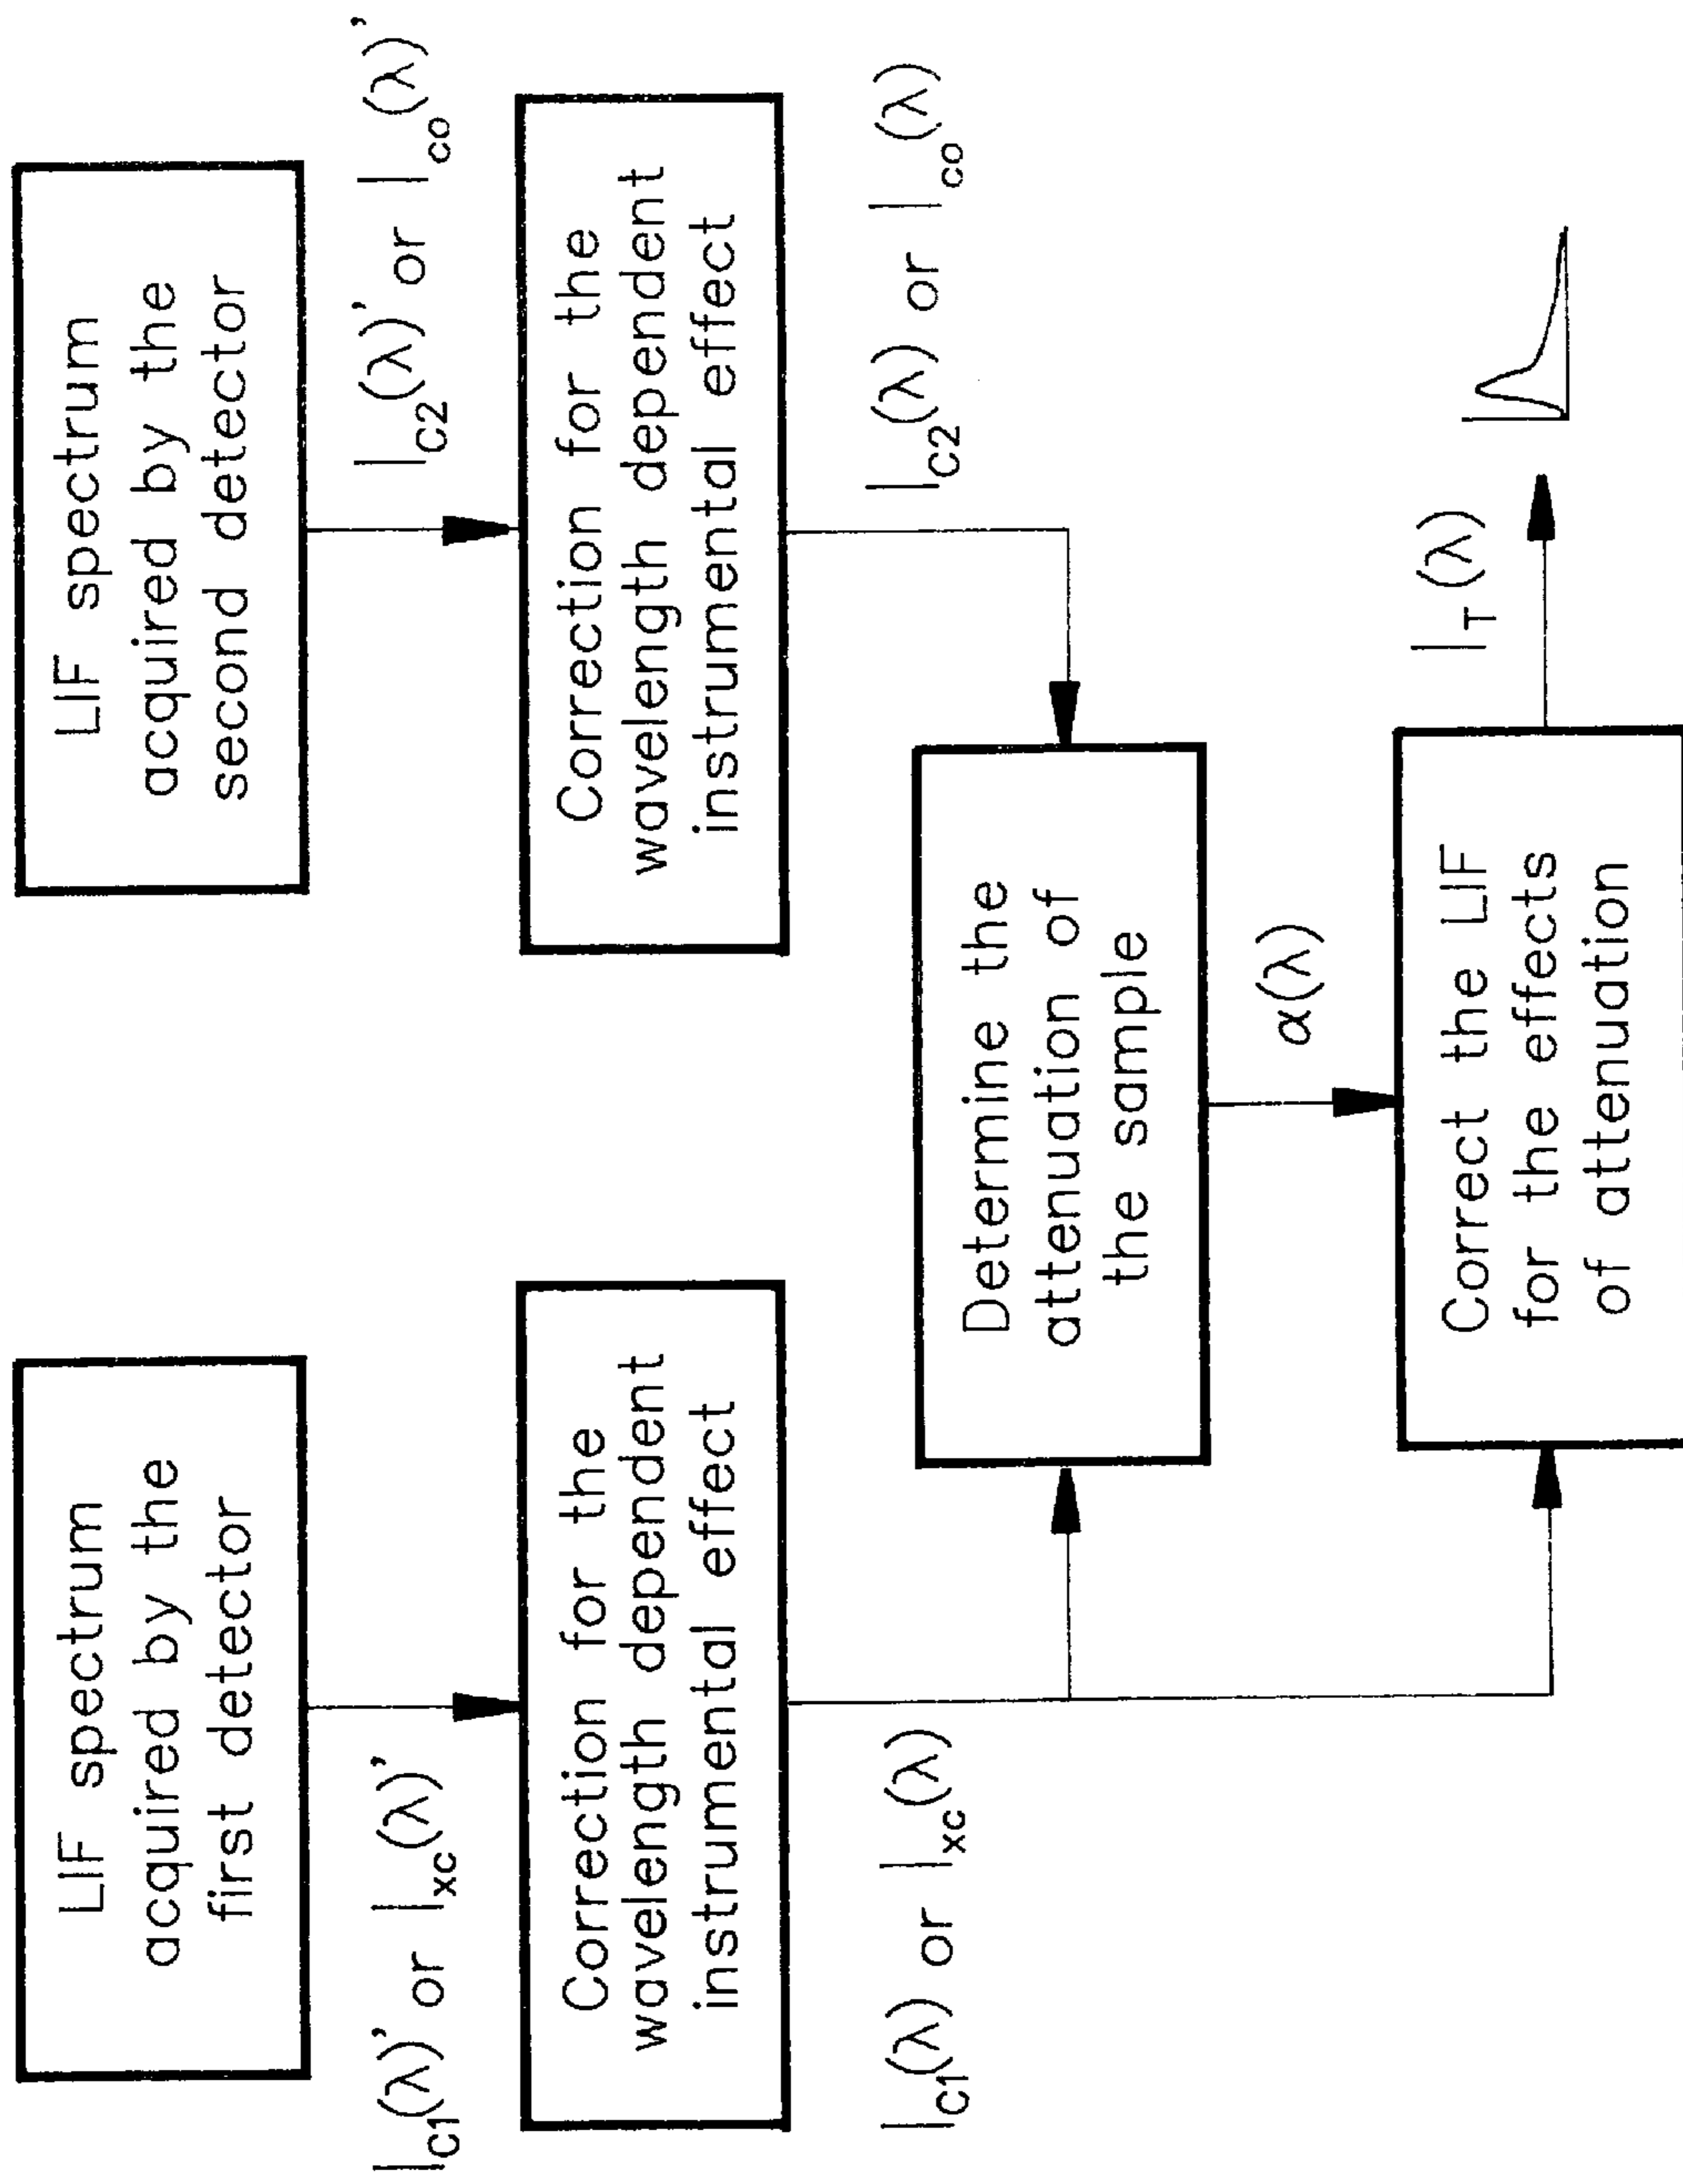 LIF spectrum
acquired by the
first detector
I_C1(λ)' or I_xc(λ)'
Correction for the
wavelength dependent
instrumental effect
I_C1(λ) or I_xc(λ)
LIF spectrum
acquired by the
second detector
I_C2(λ)' or I_co(λ)'
Correction for the
wavelength dependent
instrumental effect
I_C2(λ) or I_co(λ)
Determine the
attenuation of
the sample
α(λ)
Correct the LIF
for the effects
of attenuation
I_T(λ)